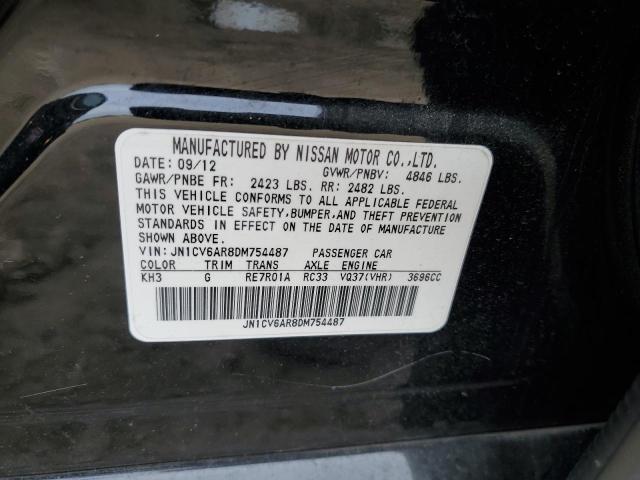 MANUFACTURED BY NISSAN MOTOR CO.,LTD.
DATE: 09/12 GVWR/PNBV: 4846 LBS.
GAWR/PNBE FR: 2423 LBS. RR: 2482 LBS.
THIS VEHICLE CONFORMS TO ALL APPLICABLE FEDERAL
MOTOR VEHICLE SAFETY, BUMPER, AND THEFT PREVENTION
STANDARDS IN EFFECT ON THE DATE OF MANUFACTURE
SHOWN ABOVE.
VIN: JN1CV6AR8DM754487 PASSENGER CAR
COLOR TRIM TRANS AXLE ENGINE
KH3 G RE7R01A RC33 VQ37(VHR) 3696CC
JN1CV6AR8DM754487